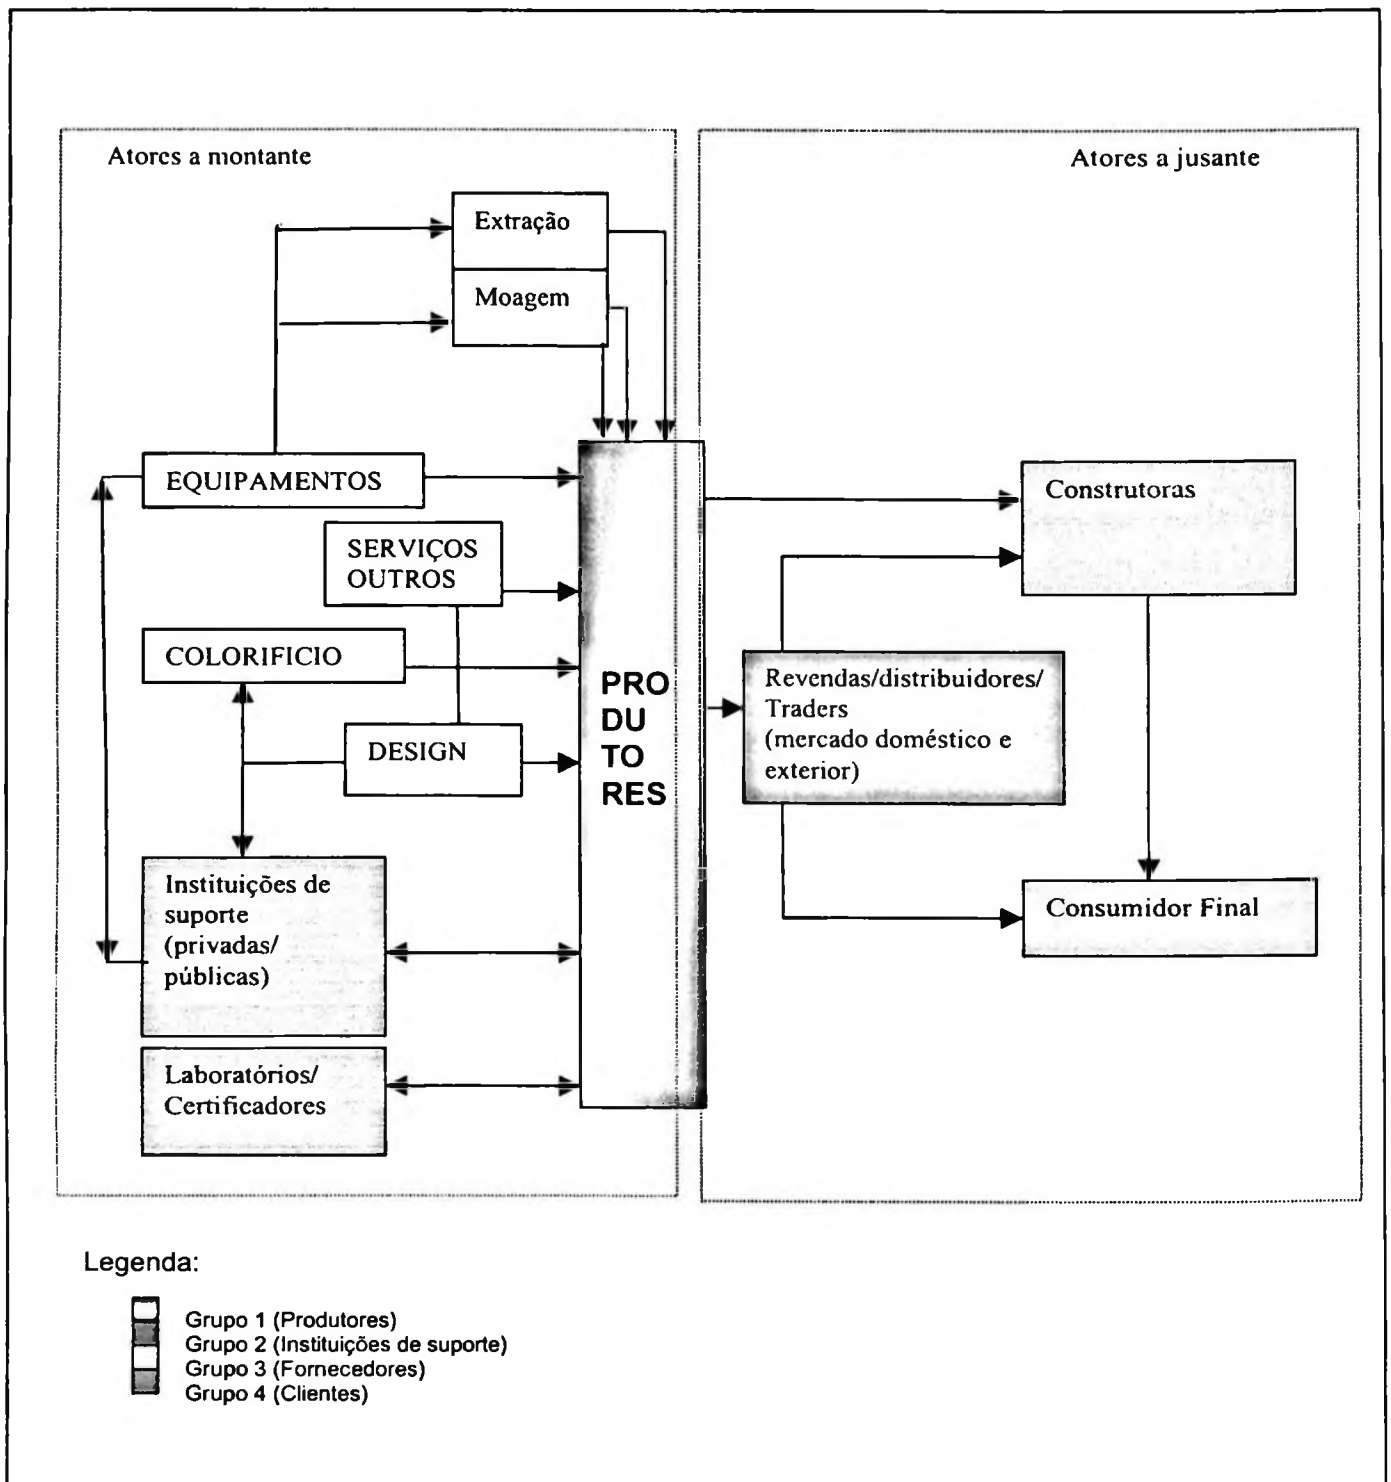 Atores a montante
Atores a jusante
Extração
Moagem
EQUIPAMENTOS
SERVIÇOS
OUTROS
COLORIFICIO
DESIGN
Instituições de
suporte
(privadas/
públicas)
Laboratórios/
Certificadores
PRO
DU
TO
RES
Construtoras
Revendas/distribuidores/
Traders
(mercado doméstico e
exterior)
Consumidor Final
Legenda:
Grupo 1 (Produtores)
Grupo 2 (Instituições de suporte)
Grupo 3 (Fornecedores)
Grupo 4 (Clientes)